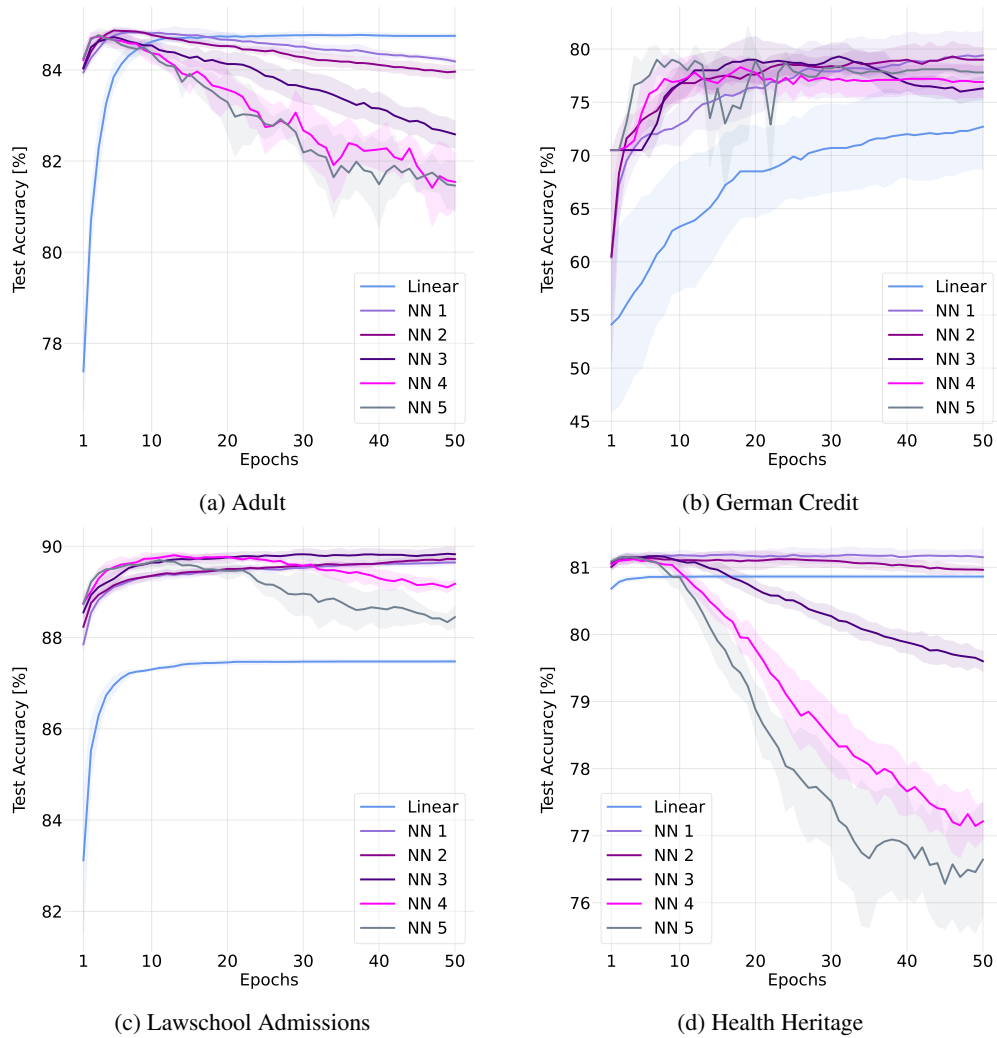 84
82
80
78
Test Accuracy [%]
1 10 20 30 40 50
Epochs
Linear
NN 1
NN 2
NN 3
NN 4
NN 5
(a) Adult
80
75
70
65
60
55
50
45
Test Accuracy [%]
1 10 20 30 40 50
Epochs
Linear
NN 1
NN 2
NN 3
NN 4
NN 5
(b) German Credit
90
88
86
84
82
Test Accuracy [%]
1 10 20 30 40 50
Epochs
Linear
NN 1
NN 2
NN 3
NN 4
NN 5
(c) Lawschool Admissions
81
80
79
78
77
76
Test Accuracy [%]
1 10 20 30 40 50
Epochs
Linear
NN 1
NN 2
NN 3
NN 4
NN 5
(d) Health Heritage